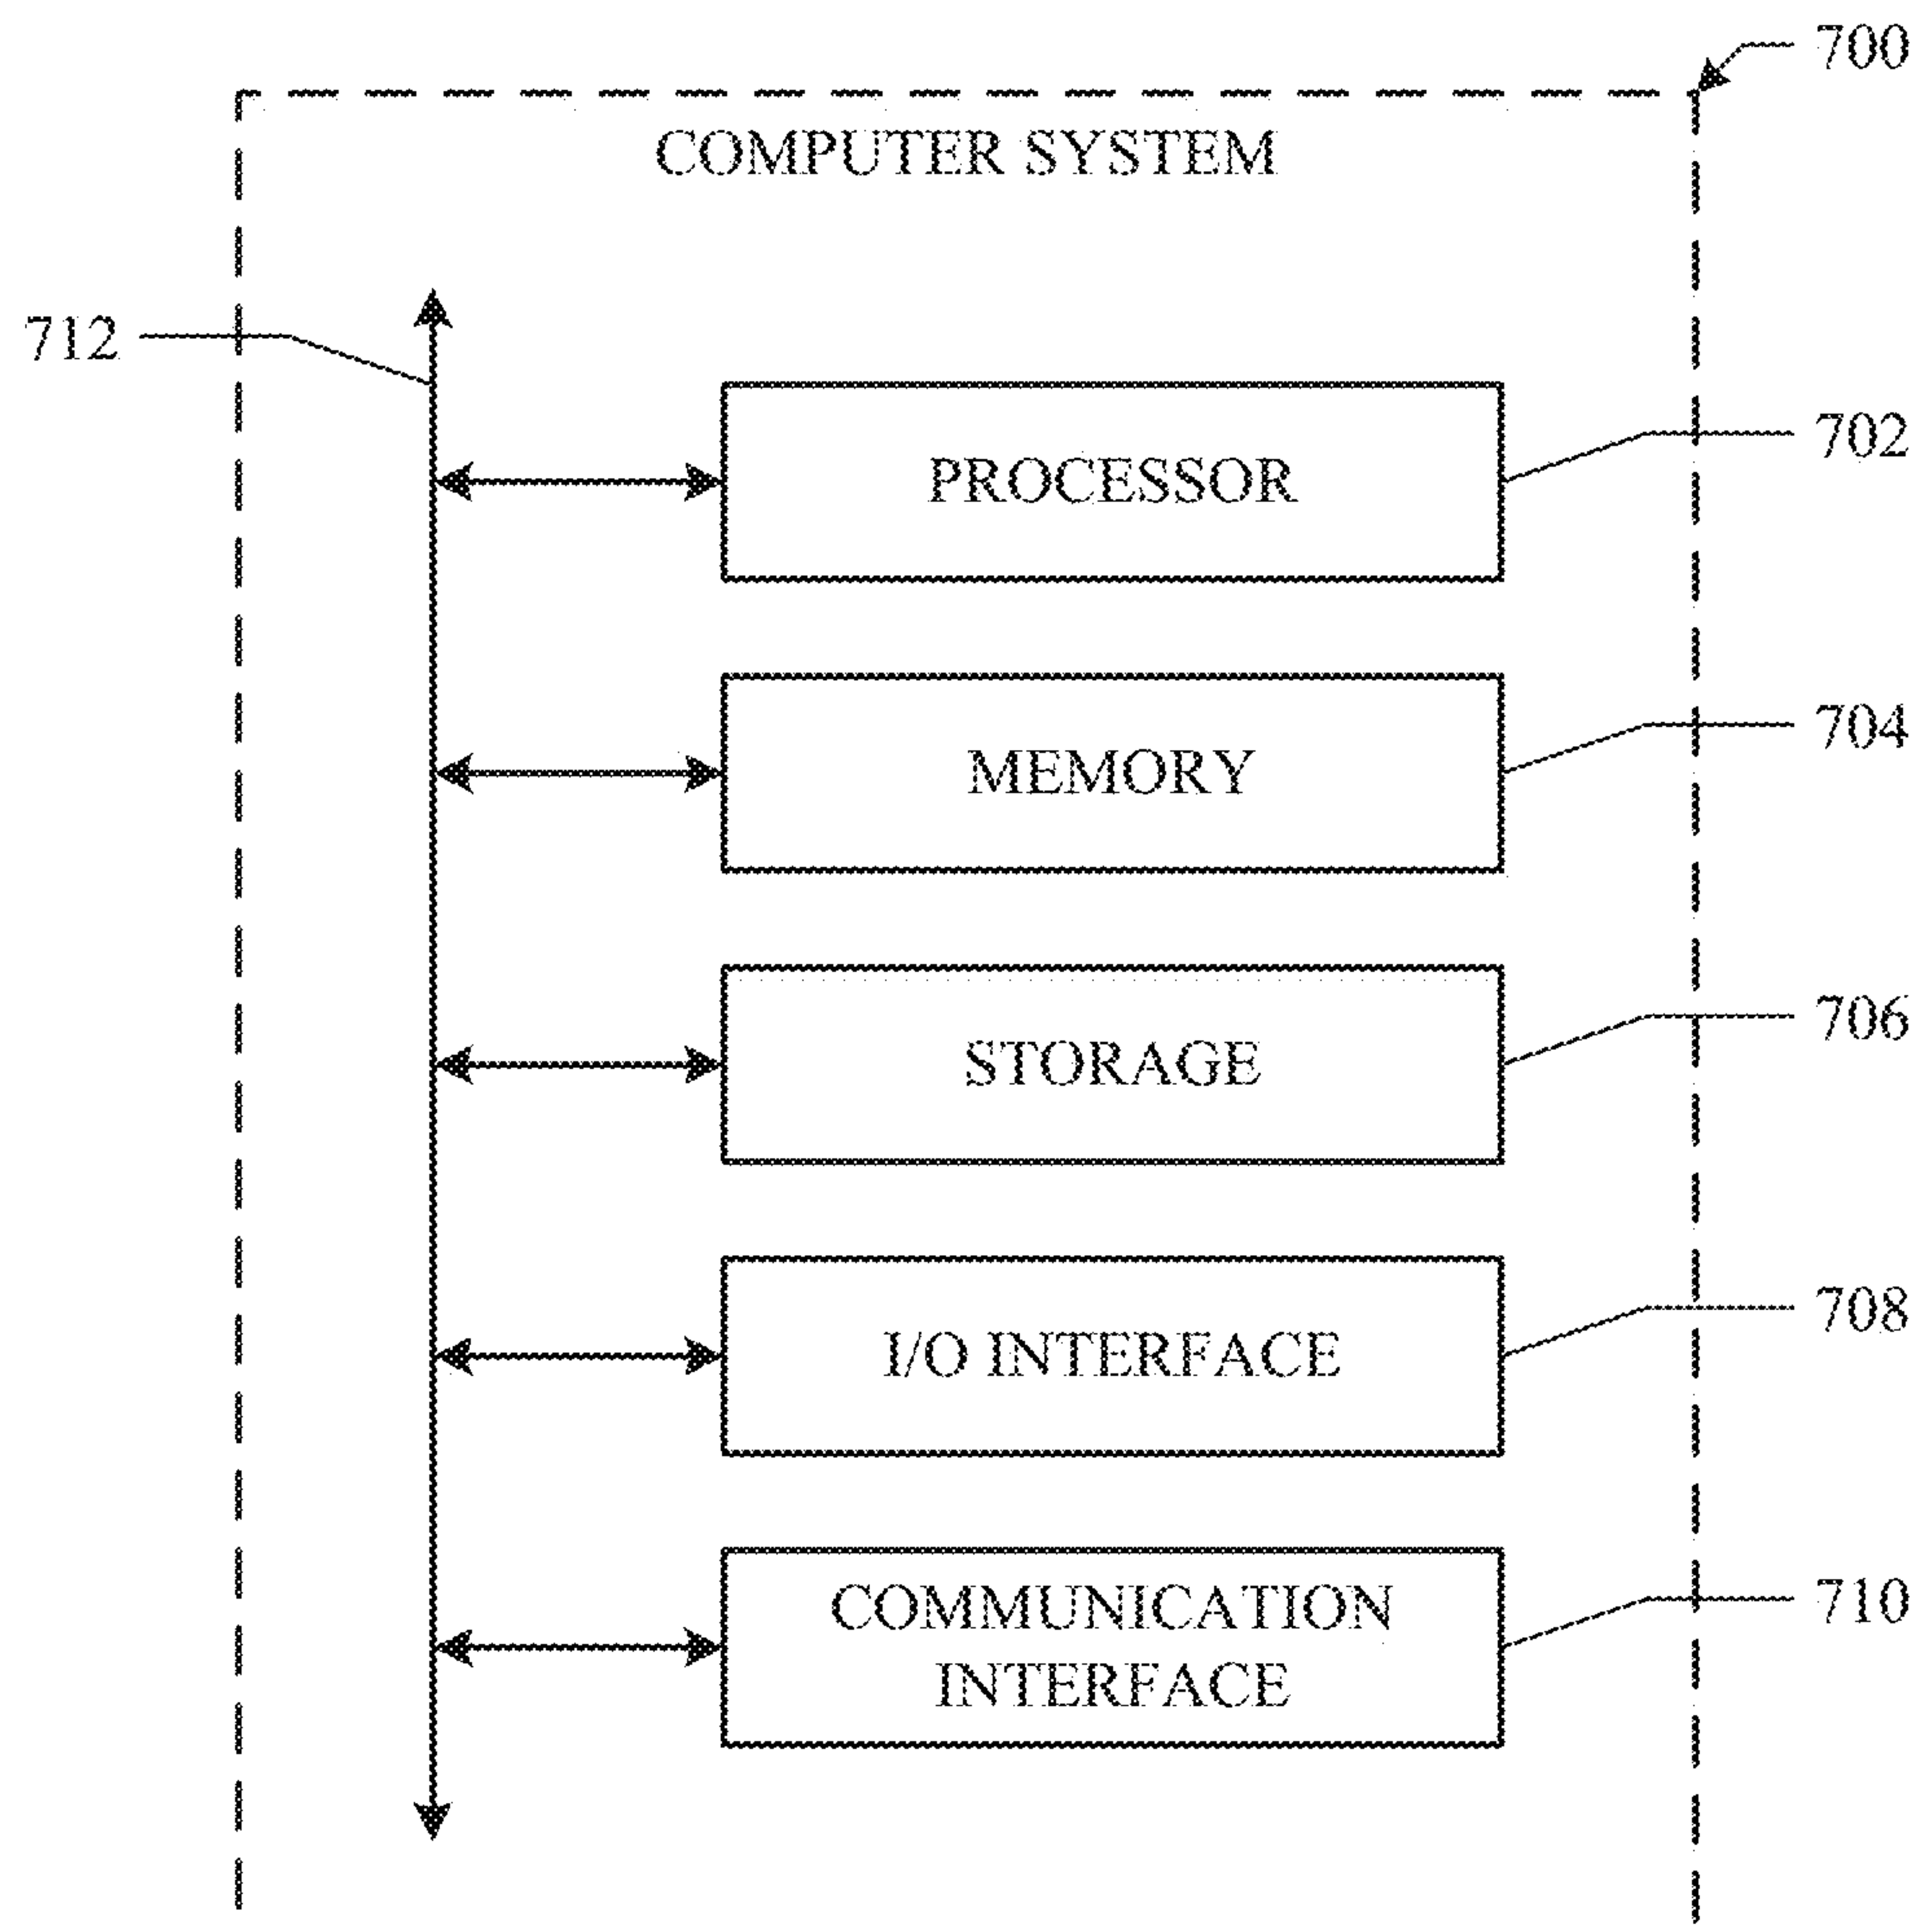 700
COMPUTER SYSTEM
712
702
PROCESSOR
704
MEMORY
706
STORAGE
708
I/O INTERFACE
710
COMMUNICATION
INTERFACE